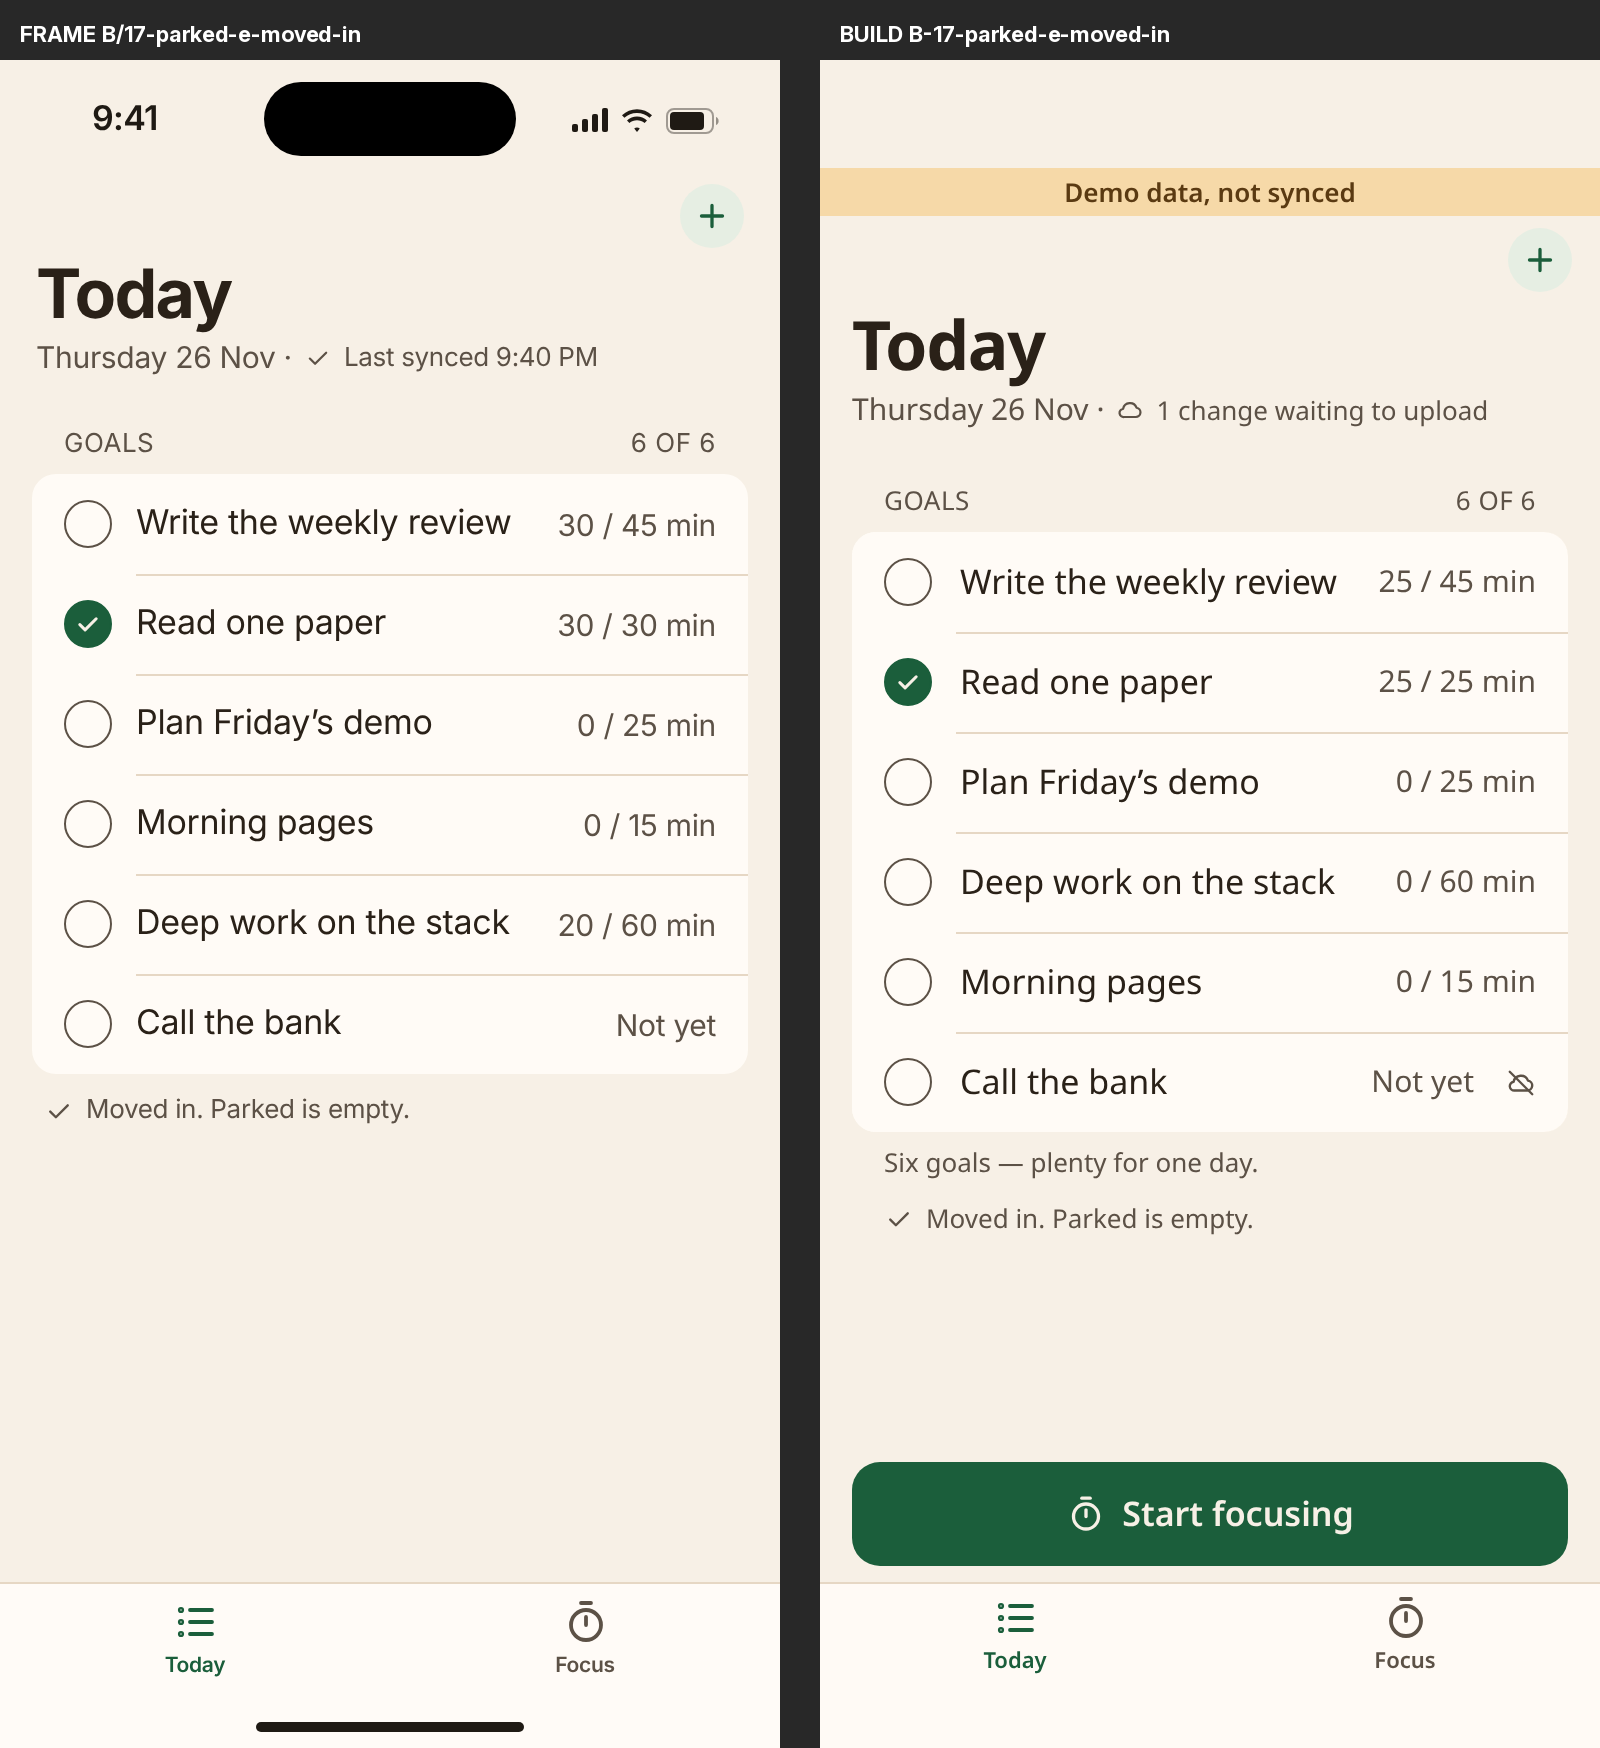 FRAME B/17-parked-e-moved-in
9:41
Today
Thursday 26 Nov · Last synced 9:40 PM
GOALS 6 OF 6
Write the weekly review 30 / 45 min
Read one paper 30 / 30 min
Plan Friday’s demo 0 / 25 min
Morning pages 0 / 15 min
Deep work on the stack 20 / 60 min
Call the bank Not yet
Moved in. Parked is empty.
Today Focus
BUILD B-17-parked-e-moved-in
Demo data, not synced
Today
Thursday 26 Nov · 1 change waiting to upload
GOALS 6 OF 6
Write the weekly review 25 / 45 min
Read one paper 25 / 25 min
Plan Friday’s demo 0 / 25 min
Deep work on the stack 0 / 60 min
Morning pages 0 / 15 min
Call the bank Not yet
Six goals — plenty for one day.
Moved in. Parked is empty.
Start focusing
Today Focus